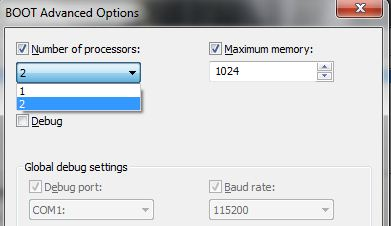 BOOT Advanced Options
Number of processors:
Maximum memory:
2
1024
1
2
Debug
Global debug settings
Debug port:
Baud rate:
COM1:
115200